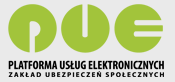 pue
PLATFORMA USŁUG ELEKTRONICZNYCH
ZAKŁAD UBEZPIECZEŃ SPOŁECZNYCH